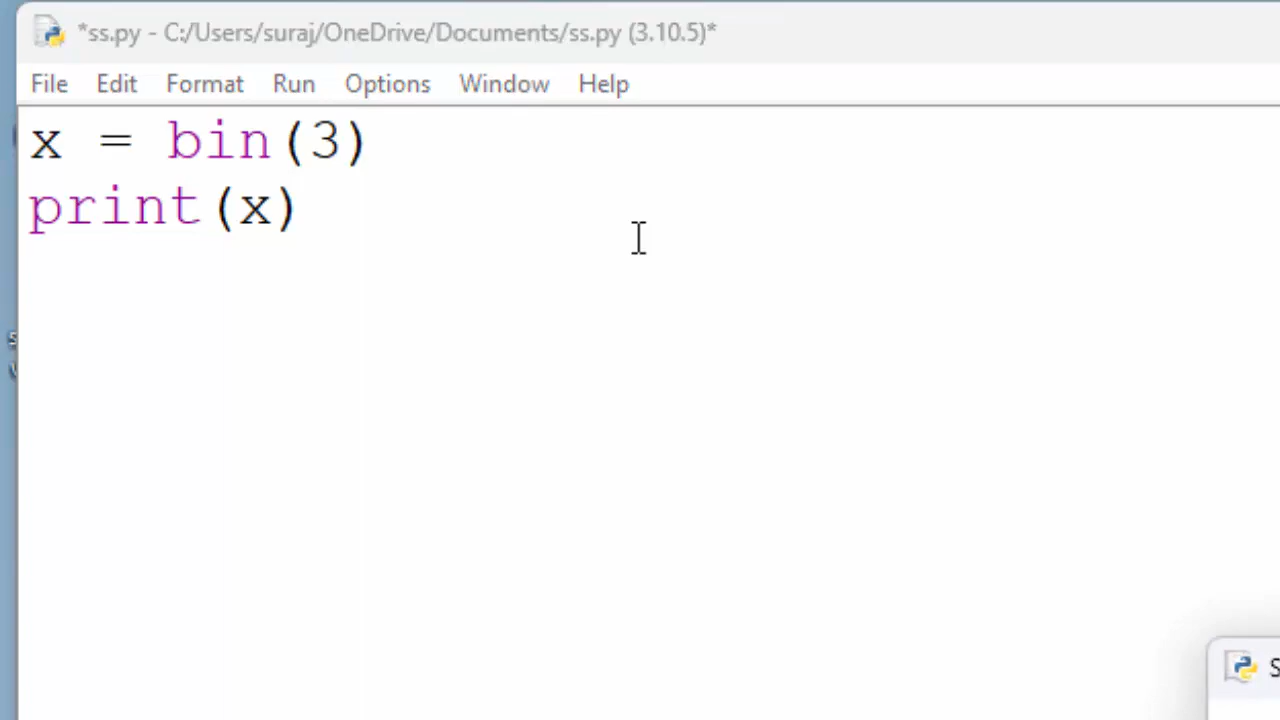 *ss.py - C:/Users/suraj/OneDrive/Documents/ss.py (3.10.5)*
File Edit Format Run Options Window Help
x = bin(3)
print(x)